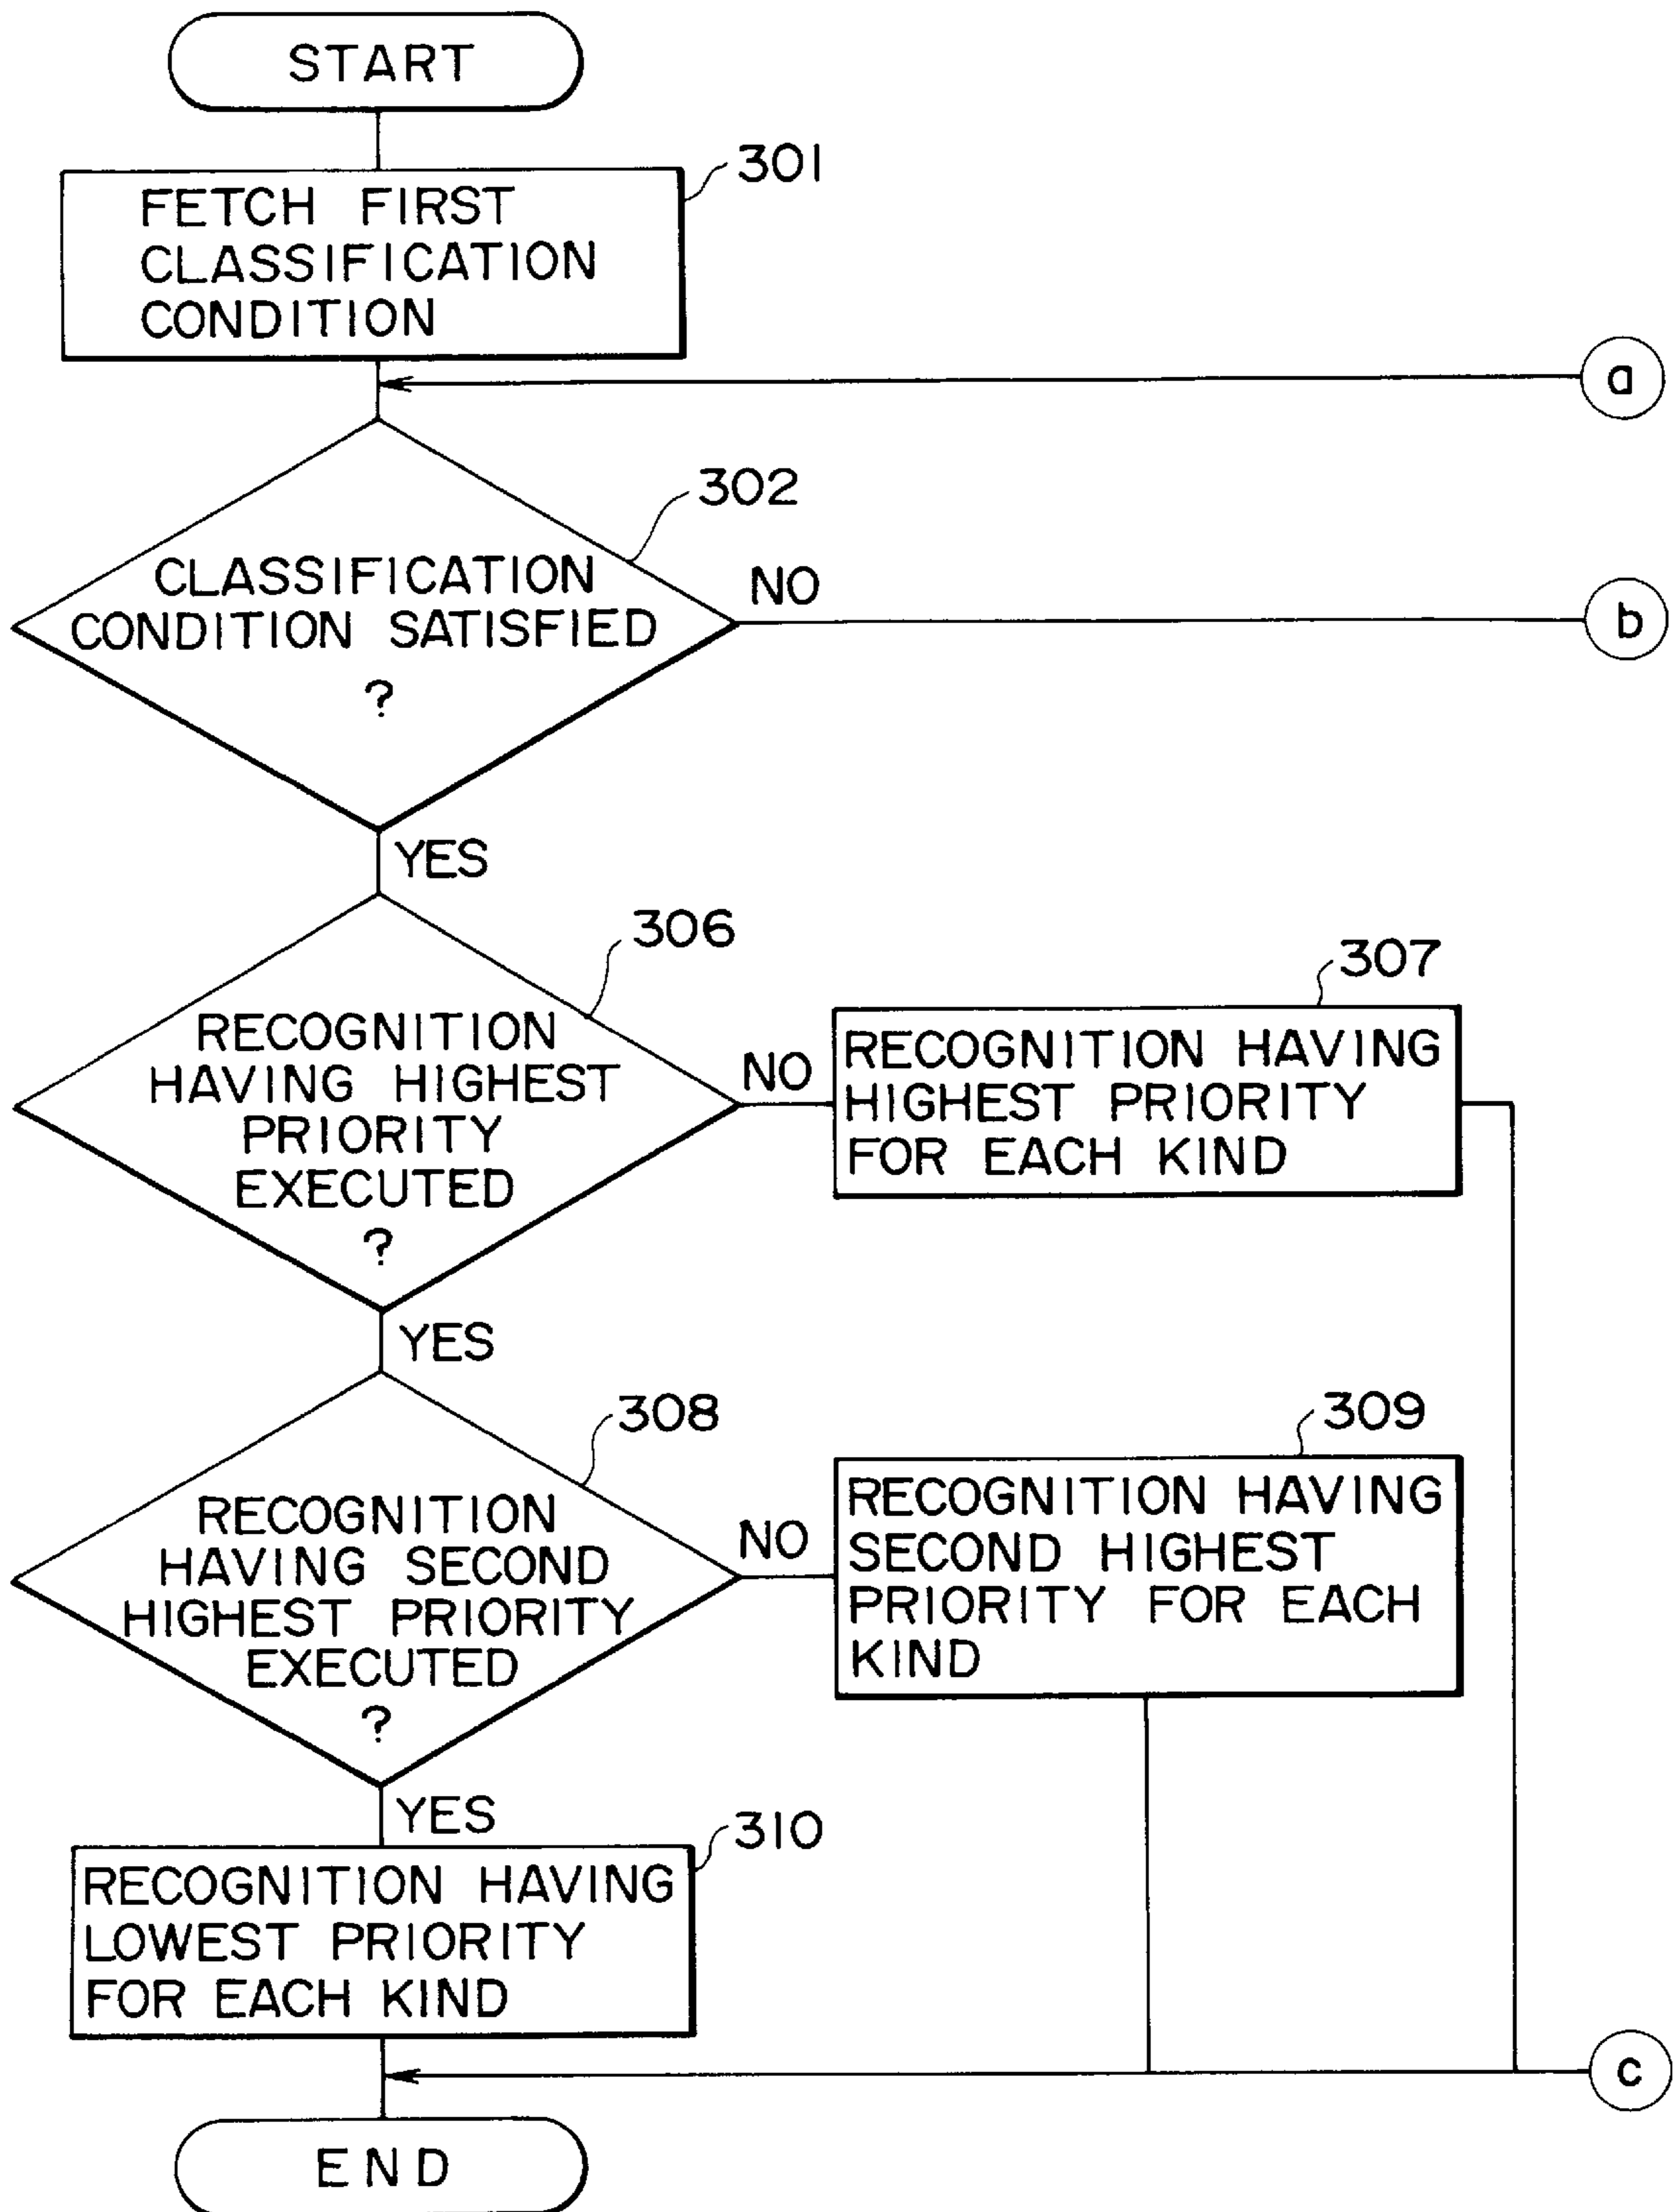 START
301
FETCH FIRST
CLASSIFICATION
CONDITION
a
302
CLASSIFICATION
CONDITION SATISFIED
?
NO
b
YES
306
RECOGNITION
HAVING HIGHEST
PRIORITY
EXECUTED
?
NO
307
RECOGNITION HAVING
HIGHEST PRIORITY
FOR EACH KIND
YES
308
RECOGNITION
HAVING SECOND
HIGHEST PRIORITY
EXECUTED
?
NO
309
RECOGNITION HAVING
SECOND HIGHEST
PRIORITY FOR EACH
KIND
YES
310
RECOGNITION HAVING
LOWEST PRIORITY
FOR EACH KIND
c
END